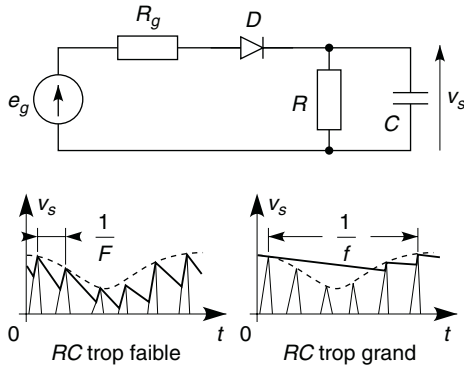 R_g
D
e_g
R
C
v_s
v_s
1
F
0
t
RC trop faible
v_s
1
f
0
t
RC trop grand